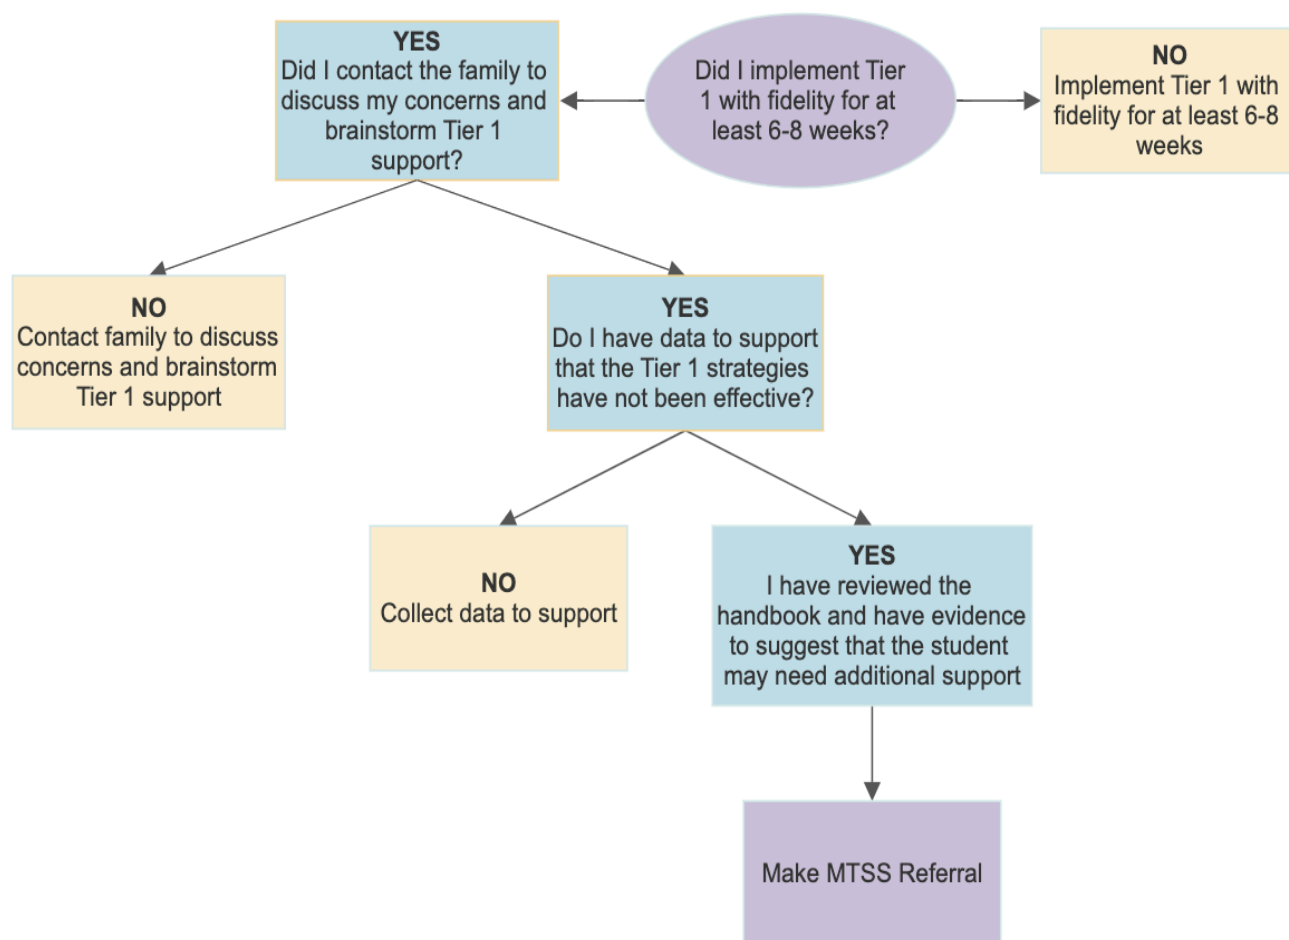 Did I implement Tier
1 with fidelity for at
least 6-8 weeks?
YES
Did I contact the family to
discuss my concerns and
brainstorm Tier 1
support?
NO
Implement Tier 1 with
fidelity for at least 6-8
weeks
NO
Contact family to discuss
concerns and brainstorm
Tier 1 support
YES
Do I have data to support
that the Tier 1 strategies
have not been effective?
NO
Collect data to support
YES
I have reviewed the
handbook and have evidence
to suggest that the student
may need additional support
Make MTSS Referral